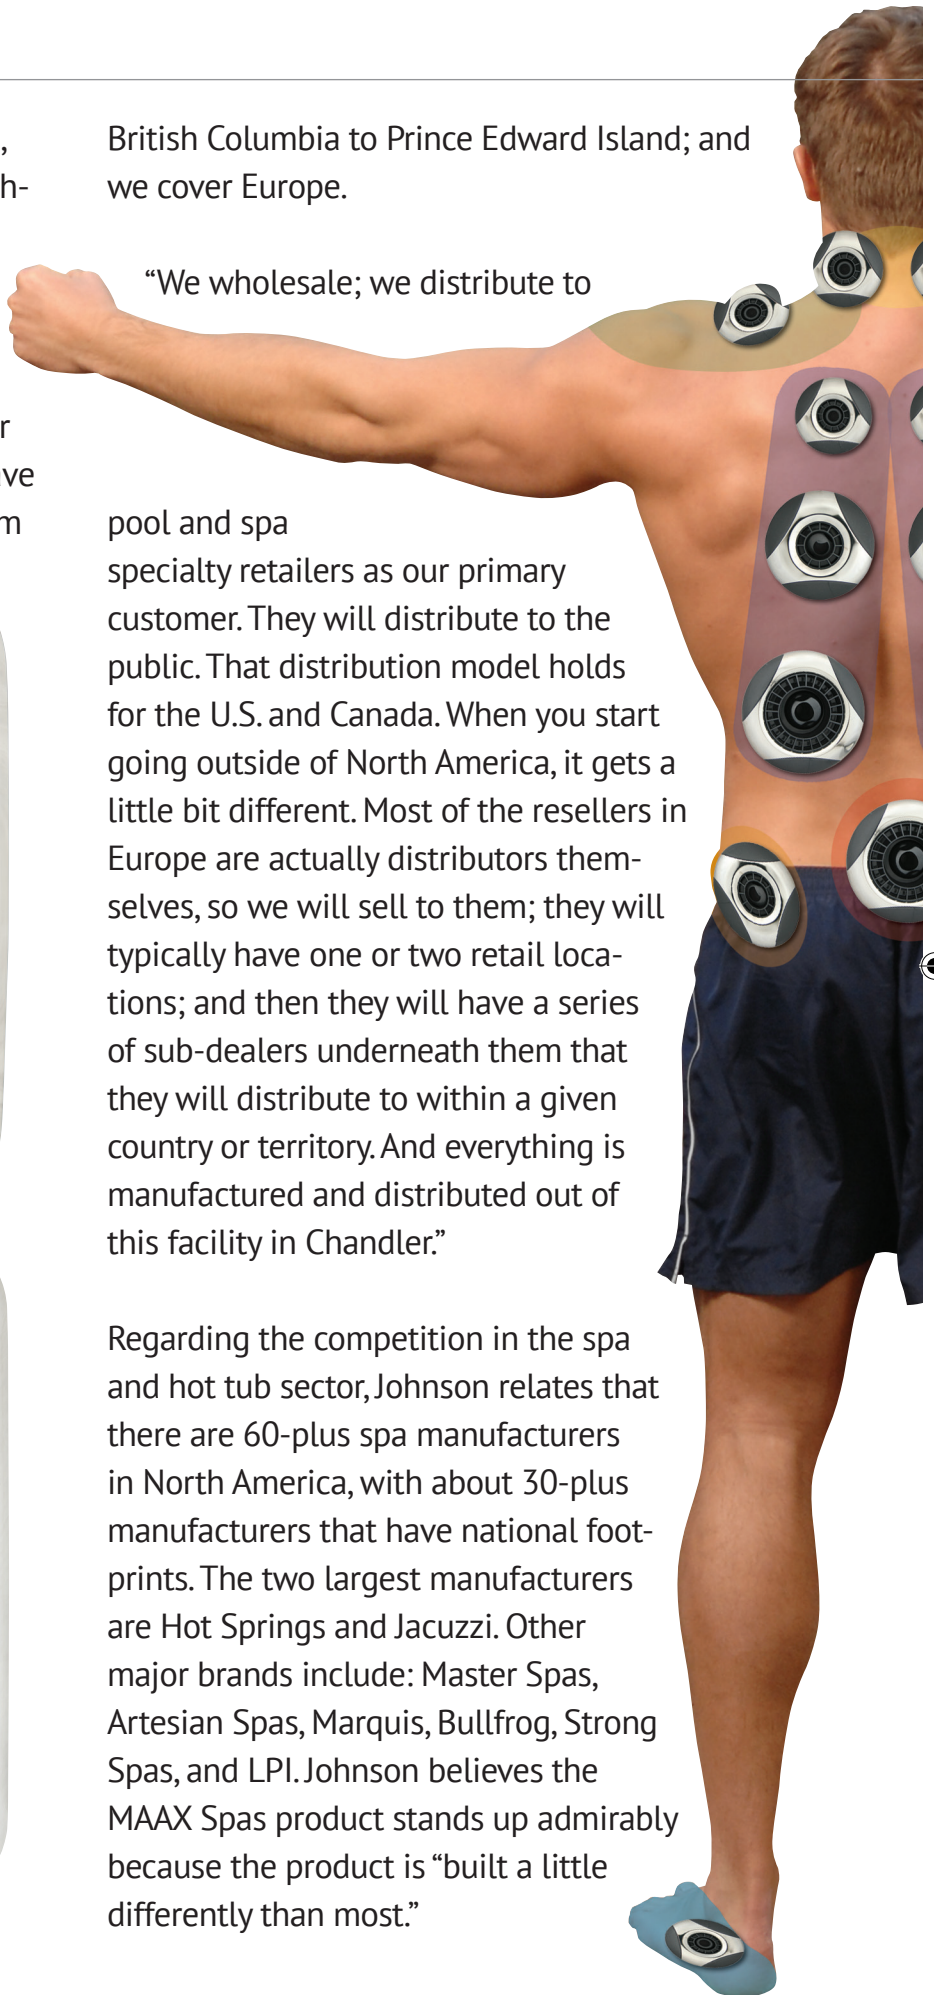 ,
h-
r
ve
m
British Columbia to Prince Edward Island; and
we cover Europe.
“We wholesale; we distribute to
pool and spa
specialty retailers as our primary
customer. They will distribute to the
public. That distribution model holds
for the U.S. and Canada. When you start
going outside of North America, it gets a
little bit different. Most of the resellers in
Europe are actually distributors them-
selves, so we will sell to them; they will
typically have one or two retail loca-
tions; and then they will have a series
of sub-dealers underneath them that
they will distribute to within a given
country or territory. And everything is
manufactured and distributed out of
this facility in Chandler.”
Regarding the competition in the spa
and hot tub sector, Johnson relates that
there are 60-plus spa manufacturers
in North America, with about 30-plus
manufacturers that have national foot-
prints. The two largest manufacturers
are Hot Springs and Jacuzzi. Other
major brands include: Master Spas,
Artesian Spas, Marquis, Bullfrog, Strong
Spas, and LPI. Johnson believes the
MAAX Spas product stands up admirably
because the product is “built a little
differently than most.”